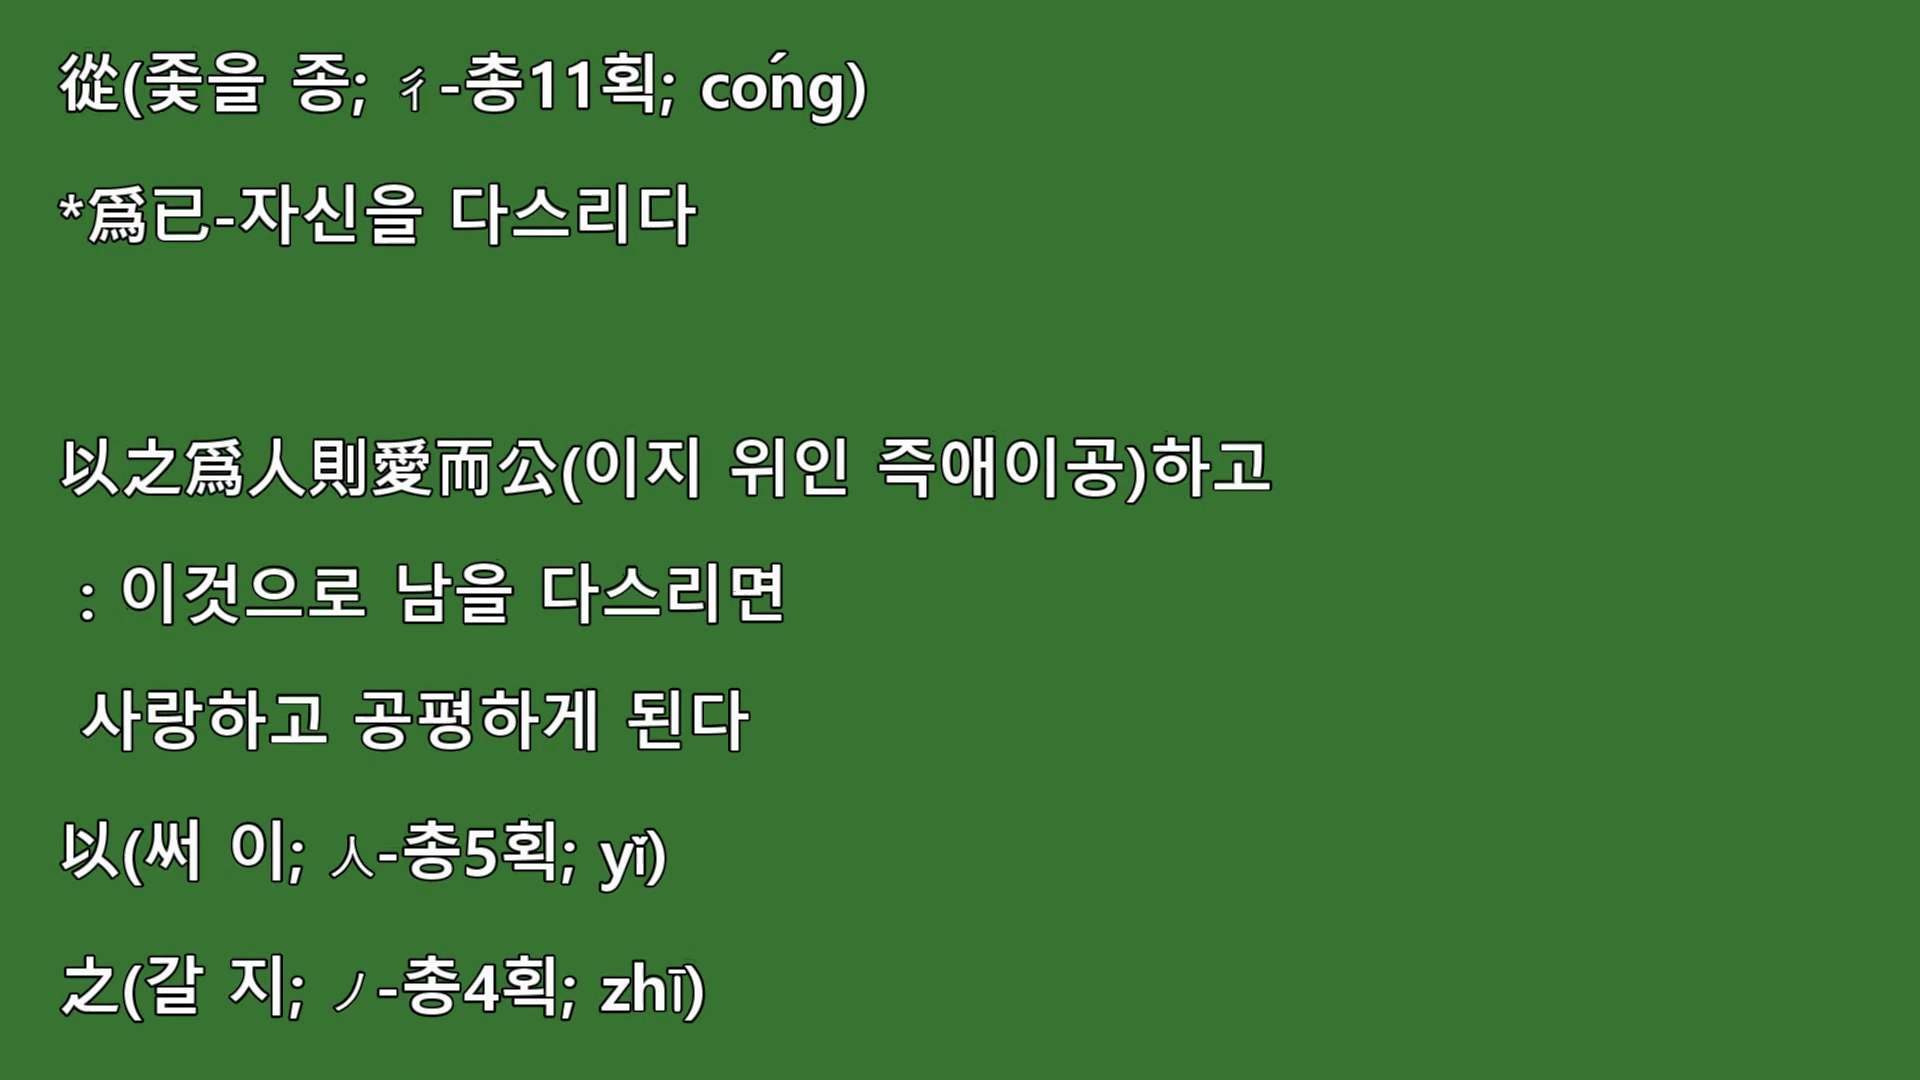 從(좇을 종; ⼻-총11획; cońg)
*爲己-자신을 다스리다
以之爲人則愛而公(이지 위인 즉애이공)하고
: 이것으로 남을 다스리면
사랑하고 공평하게 된다
以(써 이; ⼈-총5획; yǐ)
之(갈 지; ⼃-총4획; zhī)